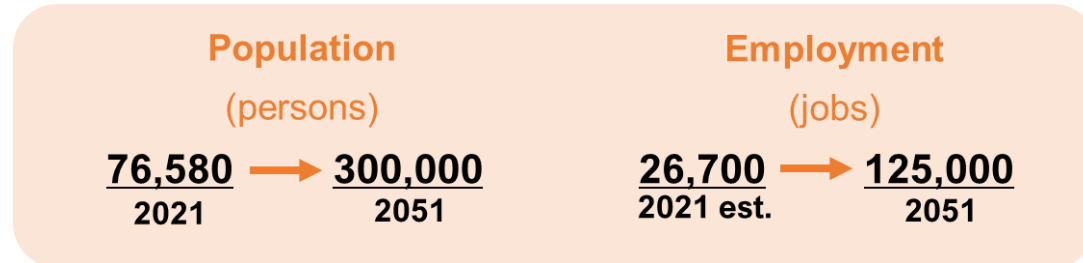 Population
(persons)
76,580 → 300,000
2021 2051
Employment
(jobs)
26,700 → 125,000
2021 est. 2051